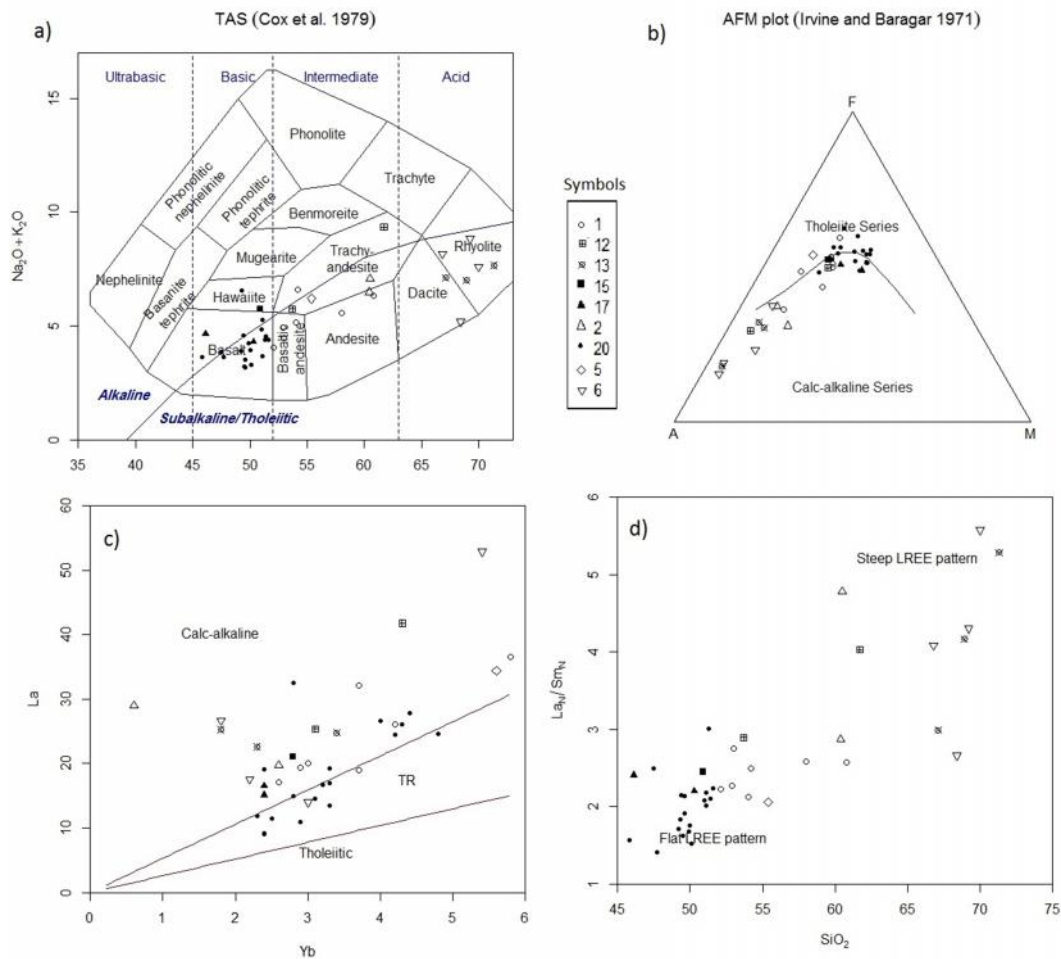 TAS (Cox et al. 1979)
a)
Ultrabasic Basic Intermediate Acid
Phonolite
Phonolitic nephelinite
Phonolitic tephrite
Trachyte
Benmoreite
Rhyolite
Nephelinite
Basanite tephrite
Mugearite
Trachy-
andesite
Hawaiite
Dacite
Basalt
Basaltic andesite
Andesite
Alkaline
Subalkaline/Tholeiitic
Na2O + K2O
0 5 10 15
35 40 45 50 55 60 65 70
AFM plot (Irvine and Baragar 1971)
b)
F
Tholeiite Series
Calc-alkaline Series
A M
Symbols
1
12
13
15
17
2
20
5
6
c)
Calc-alkaline
TR
Tholeiitic
La
0 10 20 30 40 50 60
0 1 2 3 4 5 6
Yb
d)
Steep LREE pattern
Flat LREE pattern
LaN/ SmN
1 2 3 4 5 6
45 50 55 60 65 70 75
SiO2